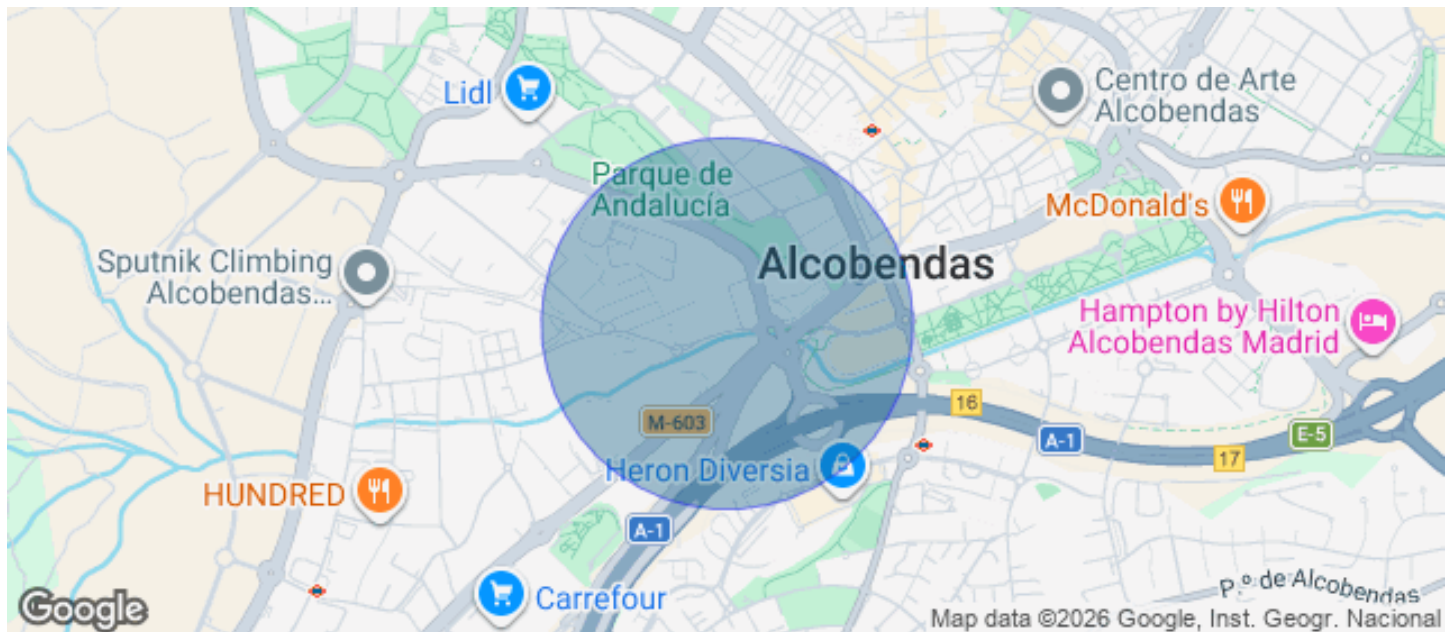 Lidl
Centro de Arte
Alcobendas
Parque de
Andalucía
McDonald's
Sputnik Climbing
Alcobendas...
Alcobendas
Hampton by Hilton
Alcobendas Madrid
16
M-603
A-1
E-5
17
Heron Diversia
HUNDRED
A-1
Carrefour
P.º de Alcobendas
Google
Map data ©2026 Google, Inst. Geogr. Nacional